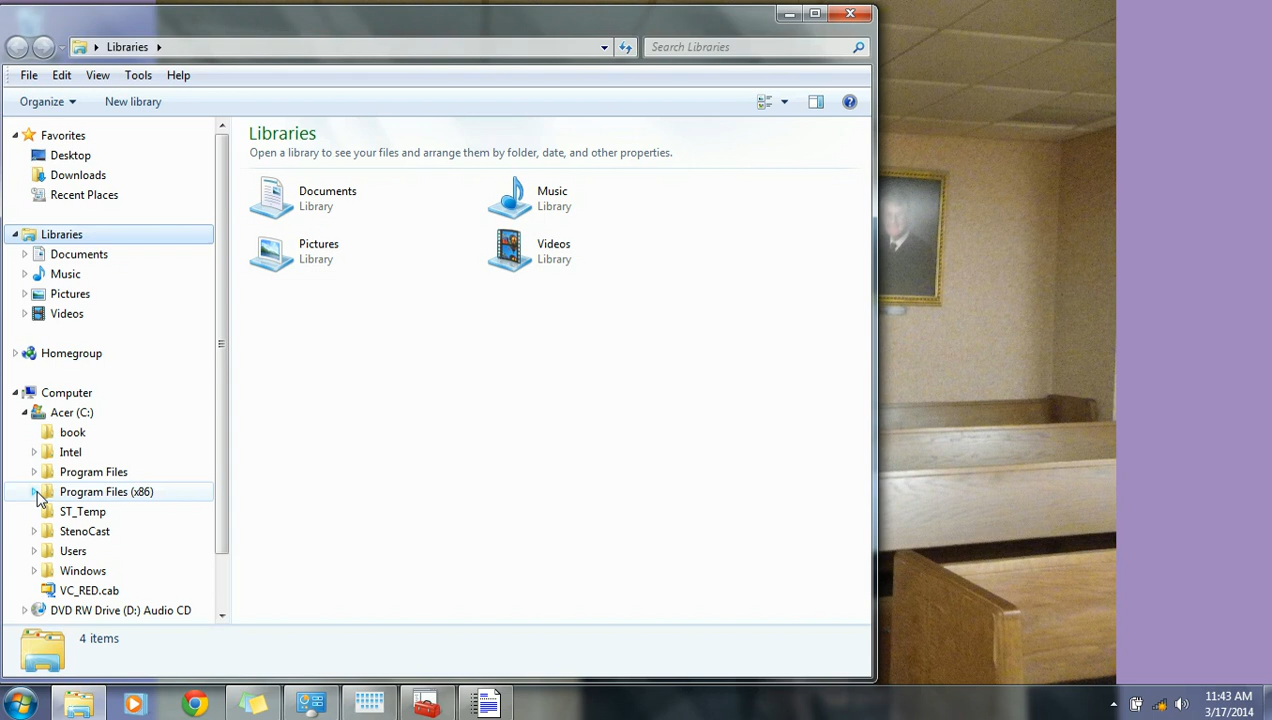 Libraries
Search Libraries
File Edit View Tools Help
Organize New library
Favorites
Desktop
Downloads
Recent Places
Libraries
Documents
Music
Pictures
Videos
Homegroup
Computer
Acer (C:)
book
Intel
Program Files
Program Files (x86)
ST_Temp
StenoCast
Users
Windows
VC_RED.cab
DVD RW Drive (D:) Audio CD
Libraries
Open a library to see your files and arrange them by folder, date, and other properties.
Documents
Library
Music
Library
Pictures
Library
Videos
Library
4 items
11:43 AM
3/17/2014